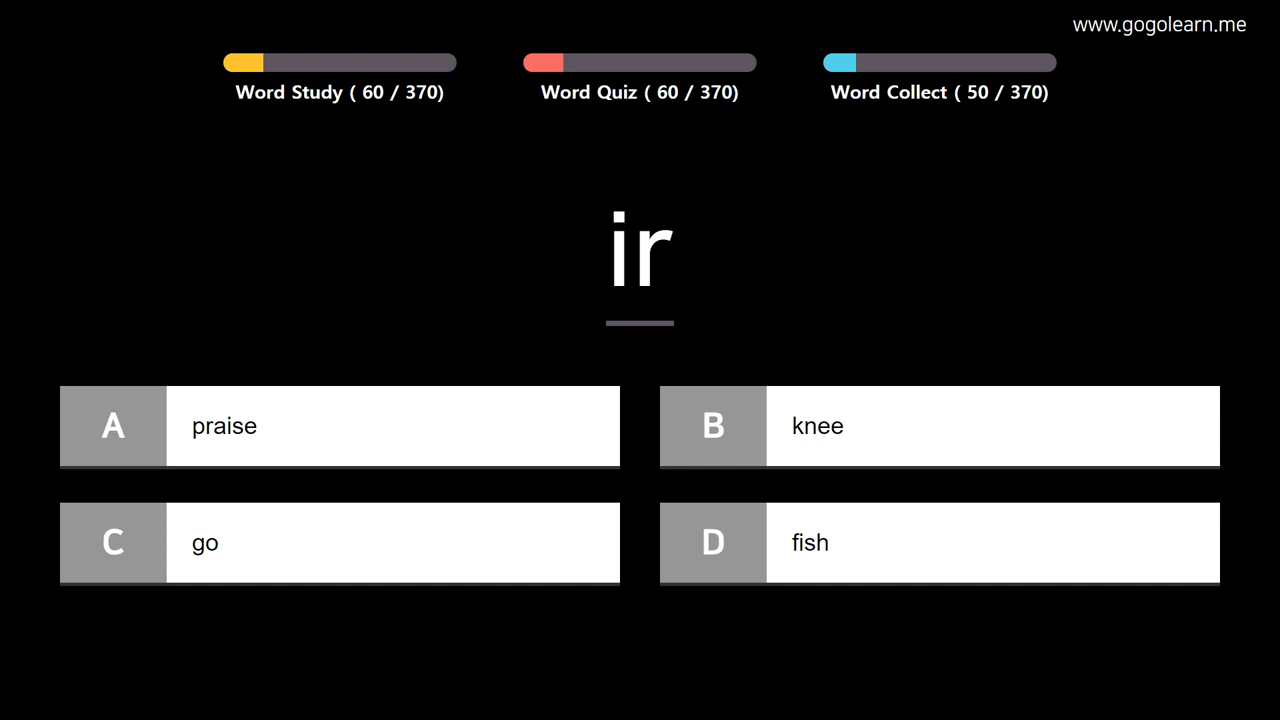 www.gogolearn.me
Word Study ( 60 / 370)
Word Quiz ( 60 / 370)
Word Collect ( 50 / 370)
ir
A praise
B knee
C go
D fish